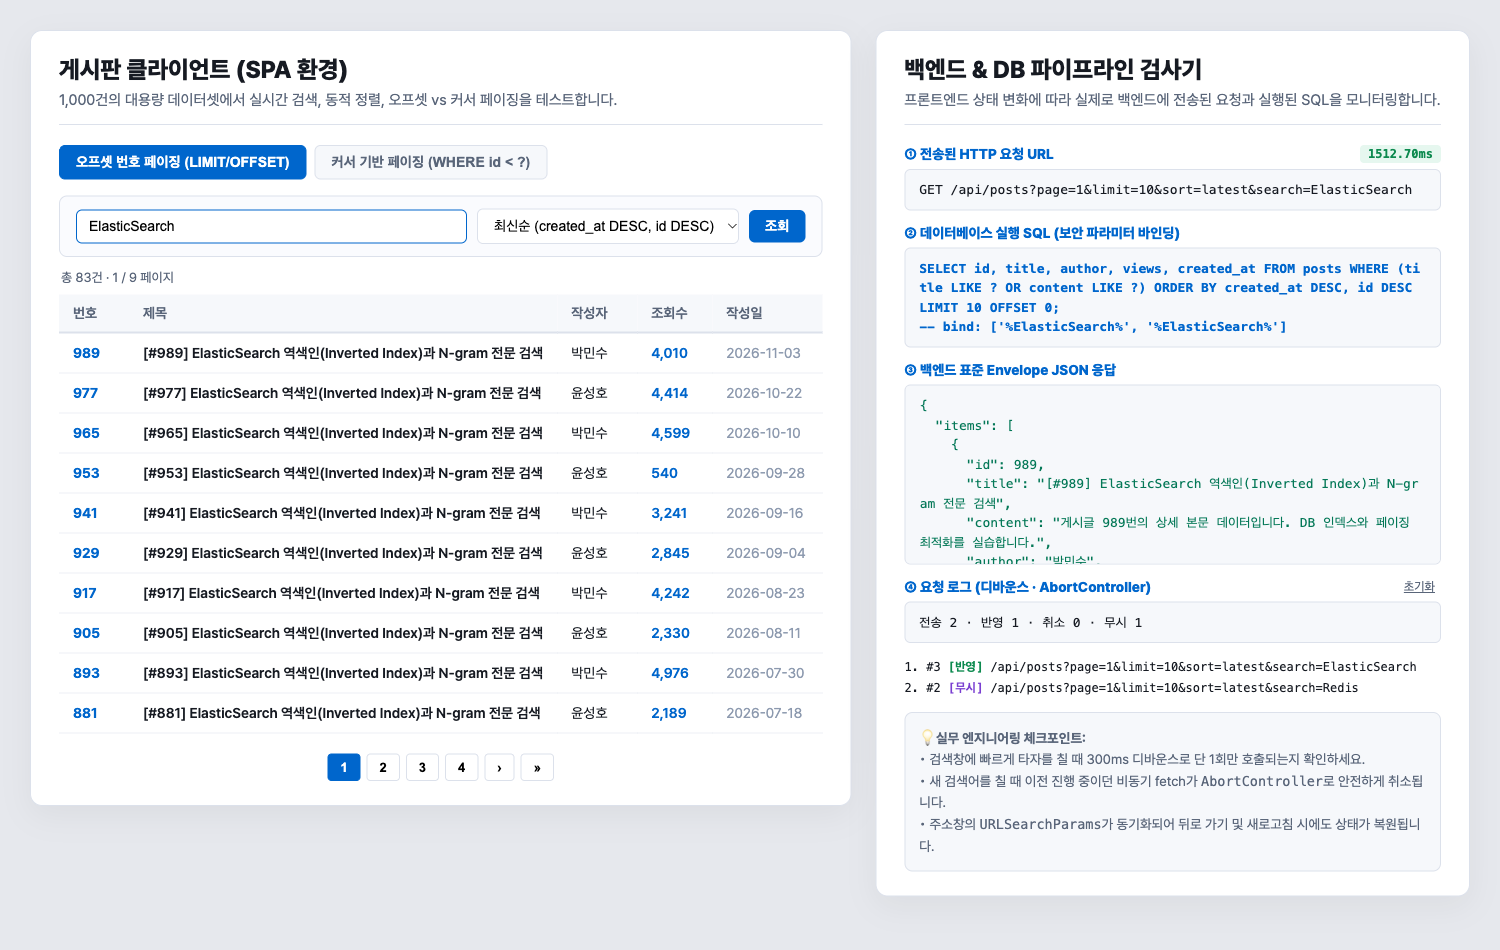 게시판 클라이언트 (SPA 환경)
1,000건의 대용량 데이터셋에서 실시간 검색, 동적 정렬, 오프셋 vs 커서 페이징을 테스트합니다.
오프셋 번호 페이징 (LIMIT/OFFSET)
커서 기반 페이징 (WHERE id < ?)
ElasticSearch
최신순 (created_at DESC, id DESC)
조회
총 83건 · 1 / 9 페이지
번호 제목 작성자 조회수 작성일
989 [#989] ElasticSearch 역색인(Inverted Index)과 N-gram 전문 검색 박민수 4,010 2026-11-03
977 [#977] ElasticSearch 역색인(Inverted Index)과 N-gram 전문 검색 윤성호 4,414 2026-10-22
965 [#965] ElasticSearch 역색인(Inverted Index)과 N-gram 전문 검색 박민수 4,599 2026-10-10
953 [#953] ElasticSearch 역색인(Inverted Index)과 N-gram 전문 검색 윤성호 540 2026-09-28
941 [#941] ElasticSearch 역색인(Inverted Index)과 N-gram 전문 검색 박민수 3,241 2026-09-16
929 [#929] ElasticSearch 역색인(Inverted Index)과 N-gram 전문 검색 윤성호 2,845 2026-09-04
917 [#917] ElasticSearch 역색인(Inverted Index)과 N-gram 전문 검색 박민수 4,242 2026-08-23
905 [#905] ElasticSearch 역색인(Inverted Index)과 N-gram 전문 검색 윤성호 2,330 2026-08-11
893 [#893] ElasticSearch 역색인(Inverted Index)과 N-gram 전문 검색 박민수 4,976 2026-07-30
881 [#881] ElasticSearch 역색인(Inverted Index)과 N-gram 전문 검색 윤성호 2,189 2026-07-18
1 2 3 4 › »
백엔드 & DB 파이프라인 검사기
프론트엔드 상태 변화에 따라 실제로 백엔드에 전송된 요청과 실행된 SQL을 모니터링합니다.
① 전송된 HTTP 요청 URL 1512.70ms
GET /api/posts?page=1&limit=10&sort=latest&search=ElasticSearch
② 데이터베이스 실행 SQL (보안 파라미터 바인딩)
SELECT id, title, author, views, created_at FROM posts WHERE (ti
tle LIKE ? OR content LIKE ?) ORDER BY created_at DESC, id DESC
LIMIT 10 OFFSET 0;
-- bind: ['%ElasticSearch%', '%ElasticSearch%']
③ 백엔드 표준 Envelope JSON 응답
{
"items": [
{
"id": 989,
"title": "[#989] ElasticSearch 역색인(Inverted Index)과 N-gr
am 전문 검색",
"content": "게시글 989번의 상세 본문 데이터입니다. DB 인덱스와 페이징
최적화를 실습합니다.",
"author": "박민수",
④ 요청 로그 (디바운스 · AbortController) 초기화
전송 2 · 반영 1 · 취소 0 · 무시 1
1. #3 [반영] /api/posts?page=1&limit=10&sort=latest&search=ElasticSearch
2. #2 [무시] /api/posts?page=1&limit=10&sort=latest&search=Redis
💡실무 엔지니어링 체크포인트:
• 검색창에 빠르게 타자를 칠 때 300ms 디바운스로 단 1회만 호출되는지 확인하세요.
• 새 검색어를 칠 때 이전 진행 중이던 비동기 fetch가 AbortController로 안전하게 취소됩
니다.
• 주소창의 URLSearchParams가 동기화되어 뒤로 가기 및 새로고침 시에도 상태가 복원됩니
다.